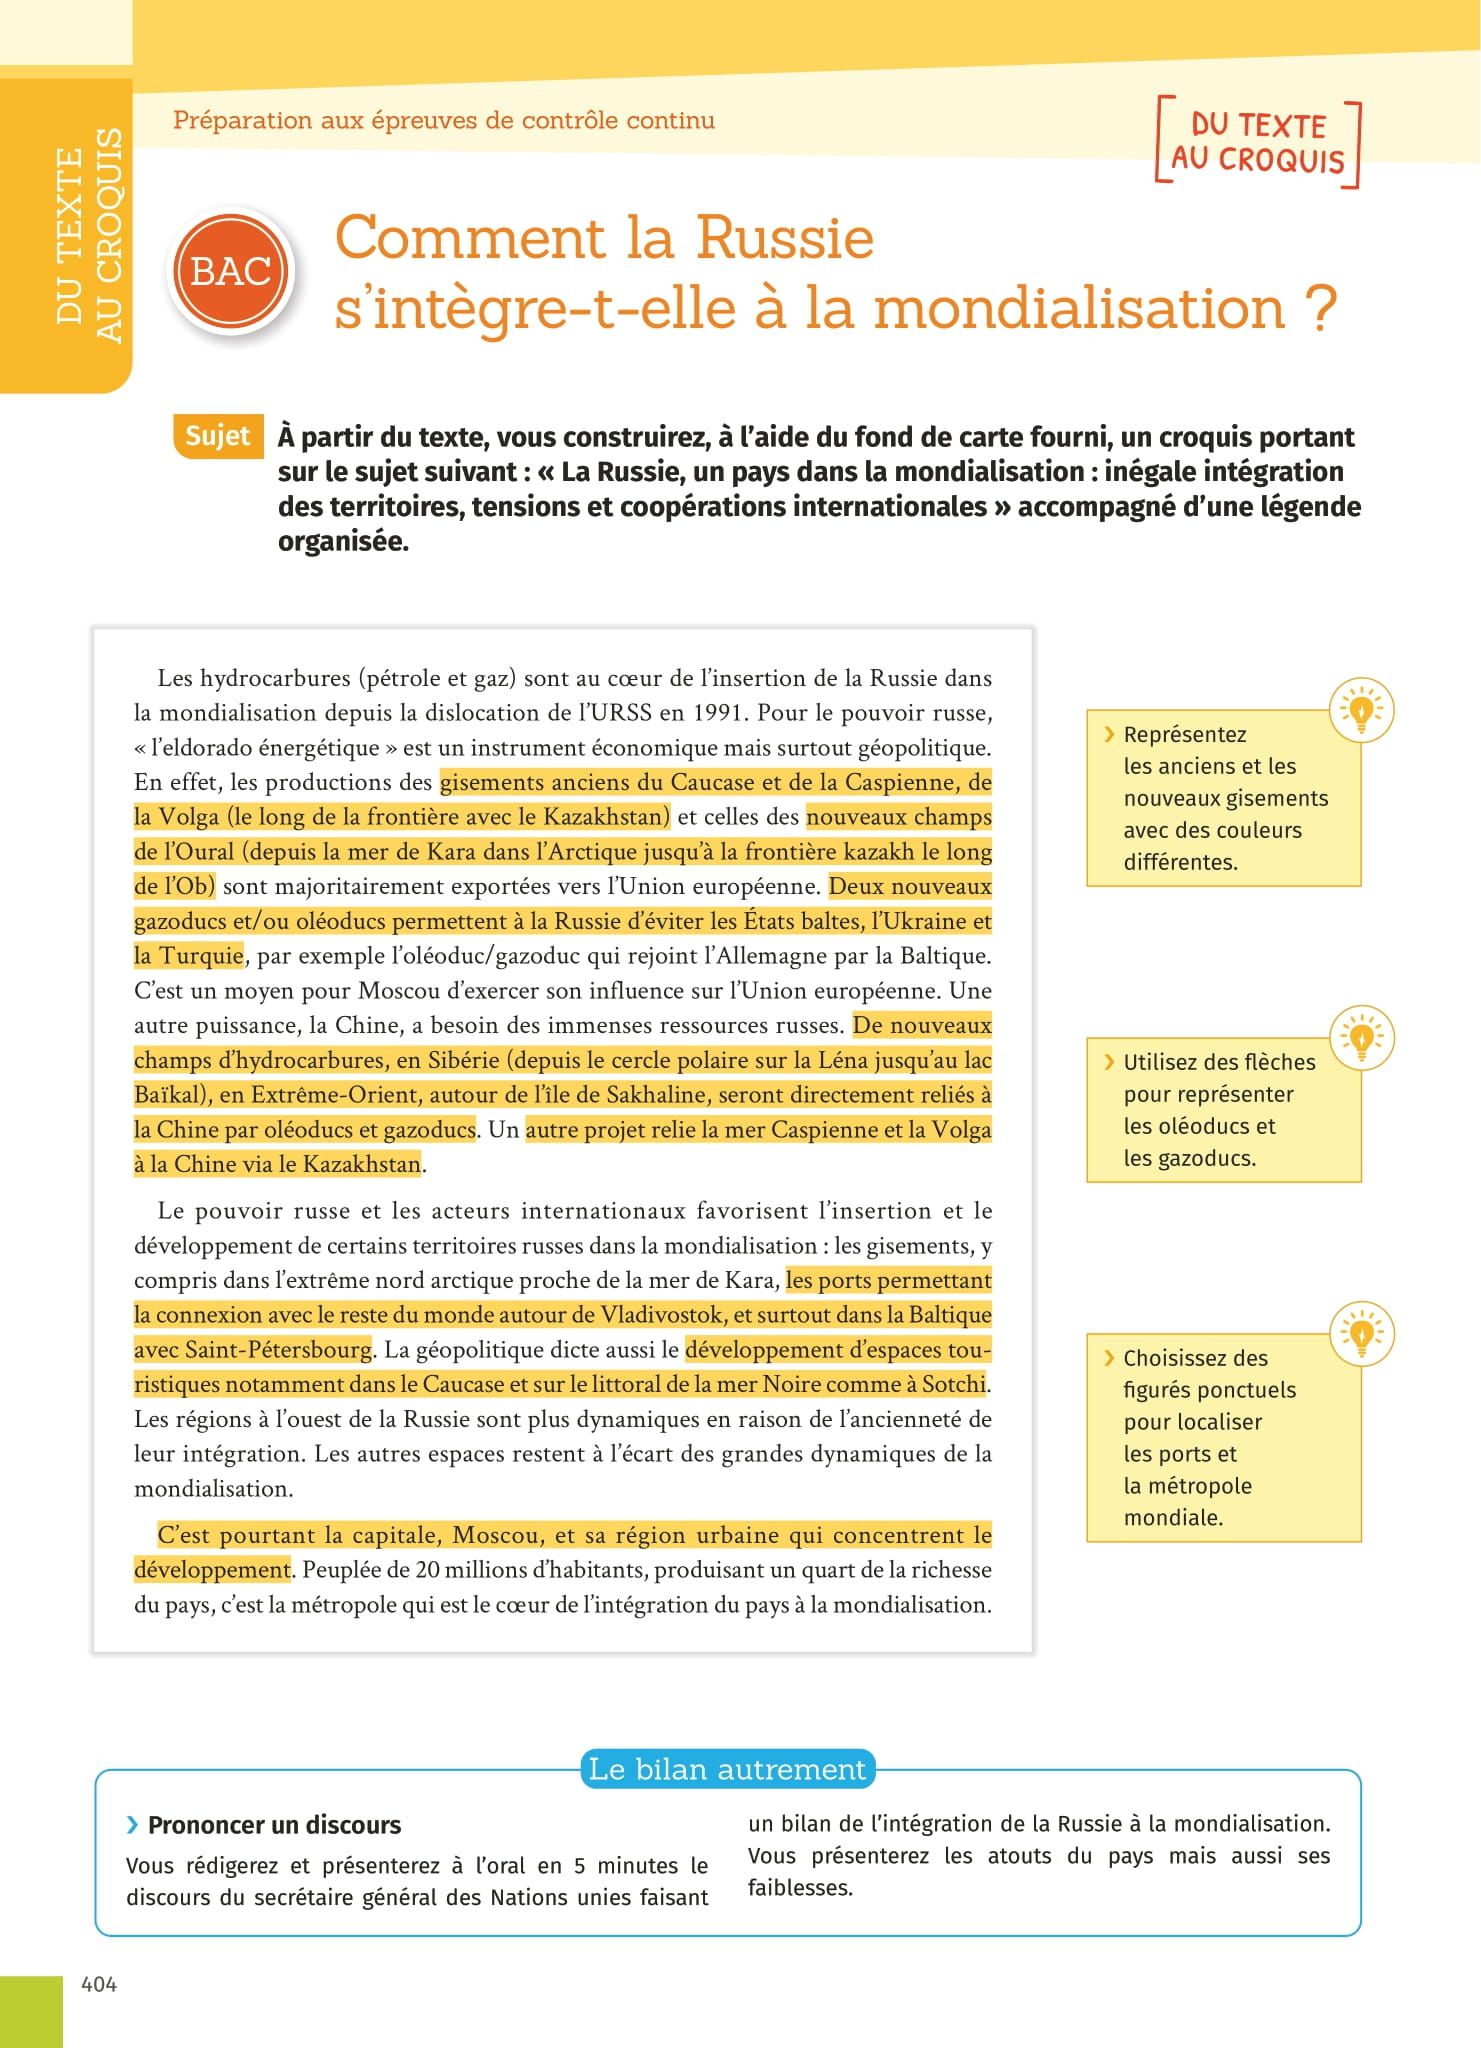 DU TEXTE
AU CROQUIS
Préparation aux épreuves de contrôle continu
DU TEXTE
AU CROQUIS
BAC
Comment la Russie
s'intègre-t-elle à la mondialisation ?
Sujet
À partir du texte, vous construirez, à l'aide du fond de carte fourni, un croquis portant
sur le sujet suivant : « La Russie, un pays dans la mondialisation : inégale intégration
des territoires, tensions et coopérations internationales » accompagné d'une légende
organisée.
Les hydrocarbures (pétrole et gaz) sont au cœur de l'insertion de la Russie dans
la mondialisation depuis la dislocation de l'URSS en 1991. Pour le pouvoir russe,
« l'eldorado énergétique » est un instrument économique mais surtout géopolitique.
En effet, les productions des gisements anciens du Caucase et de la Caspienne, de
la Volga (le long de la frontière avec le Kazakhstan) et celles des nouveaux champs
de l'Oural (depuis la mer de Kara dans l'Arctique jusqu'à la frontière kazakh le long
de l'Ob) sont majoritairement exportées vers l'Union européenne. Deux nouveaux
gazoducs et/ou oléoducs permettent à la Russie d'éviter les États baltes, l'Ukraine et
la Turquie, par exemple l'oléoduc/gazoduc qui rejoint l'Allemagne par la Baltique.
C'est un moyen pour Moscou d'exercer son influence sur l'Union européenne. Une
autre puissance, la Chine, a besoin des immenses ressources russes. De nouveaux
champs d'hydrocarbures, en Sibérie (depuis le cercle polaire sur la Léna jusqu'au lac
Baïkal), en Extrême-Orient, autour de l'île de Sakhaline, seront directement reliés à
la Chine par oléoducs et gazoducs. Un autre projet relie la mer Caspienne et la Volga
à la Chine via le Kazakhstan.
Le pouvoir russe et les acteurs internationaux favorisent l'insertion et le
développement de certains territoires russes dans la mondialisation : les gisements, y
compris dans l'extrême nord arctique proche de la mer de Kara, les ports permettant
la connexion avec le reste du monde autour de Vladivostok, et surtout dans la Baltique
avec Saint-Pétersbourg. La géopolitique dicte aussi le développement d'espaces tou-
ristiques notamment dans le Caucase et sur le littoral de la mer Noire comme à Sotchi.
Les régions à l'ouest de la Russie sont plus dynamiques en raison de l'ancienneté de
leur intégration. Les autres espaces restent à l'écart des grandes dynamiques de la
mondialisation.
C'est pourtant la capitale, Moscou, et sa région urbaine qui concentrent le
développement. Peuplée de 20 millions d'habitants, produisant un quart de la richesse
du pays, c'est la métropole qui est le cœur de l'intégration du pays à la mondialisation.
› Représentez
les anciens et les
nouveaux gisements
avec des couleurs
différentes.
› Utilisez des flèches
pour représenter
les oléoducs et
les gazoducs.
› Choisissez des
figurés ponctuels
pour localiser
les ports et
la métropole
mondiale.
Le bilan autrement
› Prononcer un discours
Vous rédigerez et présenterez à l'oral en 5 minutes le
discours du secrétaire général des Nations unies faisant
un bilan de l'intégration de la Russie à la mondialisation.
Vous présenterez les atouts du pays mais aussi ses
faiblesses.
404